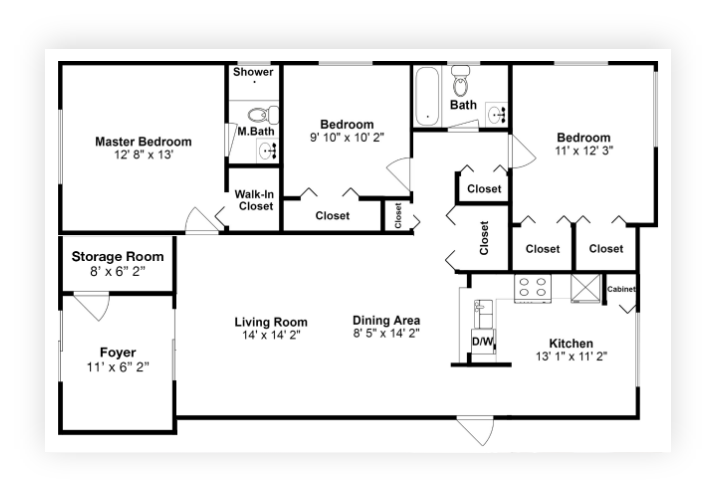 Shower
M.Bath
Master Bedroom
12' 8" x 13'
Bedroom
9' 10" x 10' 2"
Bath
Bedroom
11' x 12' 3"
Walk-In
Closet
Closet
Closet
Closet
Closet
Closet
Closet
Storage Room
8' x 6' 2"
Foyer
11' x 6' 2"
Living Room
14' x 14' 2"
Dining Area
8' 5" x 14' 2"
D/W
Cabinet
Kitchen
13' 1" x 11' 2"